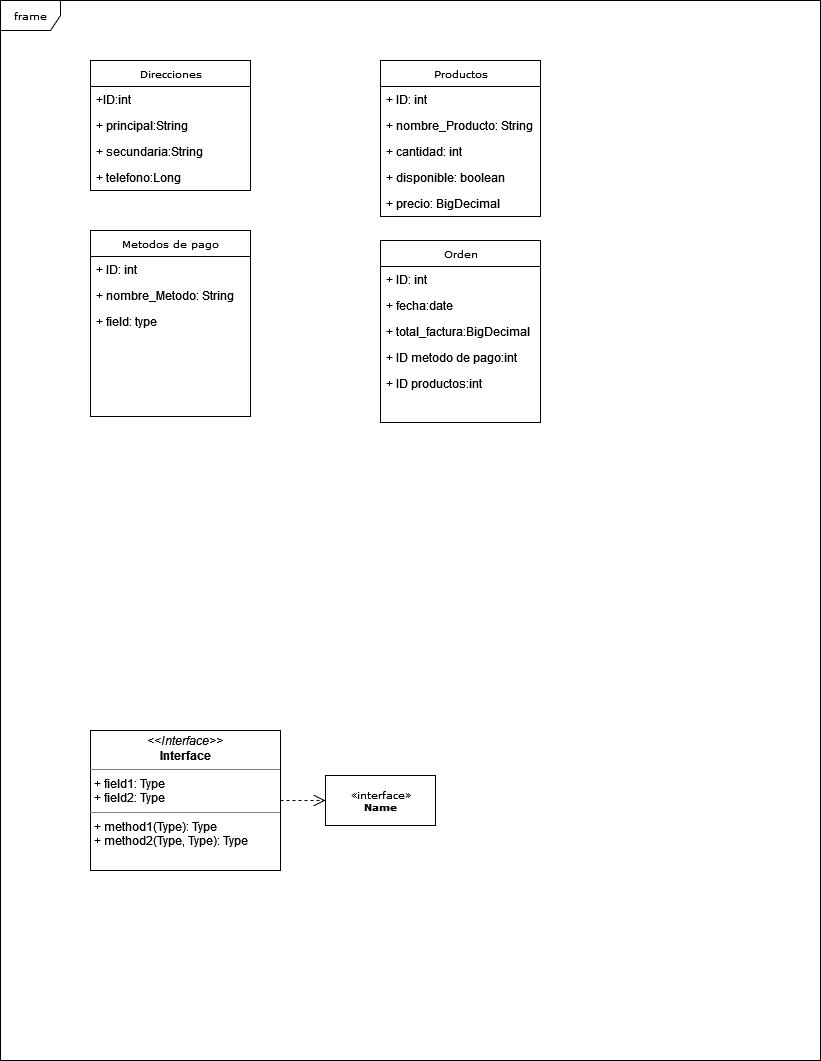 frame
Direcciones
+ID:int
+ principal:String
+ secundaria:String
+ telefono:Long
Productos
+ ID: int
+ nombre_Producto: String
+ cantidad: int
+ disponible: boolean
+ precio: BigDecimal
Metodos de pago
+ ID: int
+ nombre_Metodo: String
+ field: type
Orden
+ ID: int
+ fecha:date
+ total_factura:BigDecimal
+ ID metodo de pago:int
+ ID productos:int
<<Interface>>
Interface
+ field1: Type
+ field2: Type
+ method1(Type): Type
+ method2(Type, Type): Type
«interface»
Name